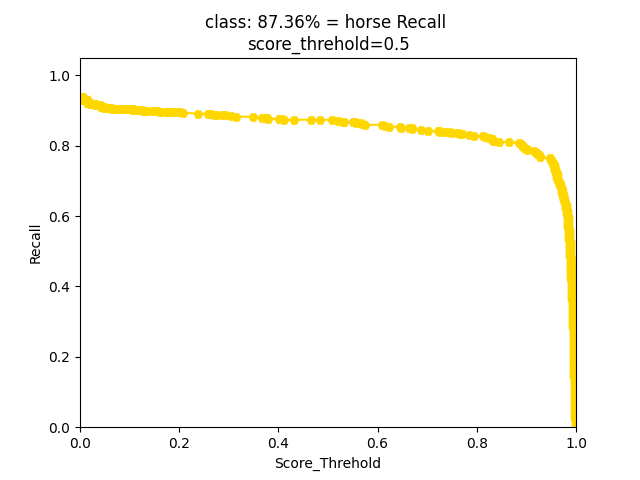 class: 87.36% = horse Recall
score_threhold=0.5
1.0
0.8
0.6
0.4
0.2
0.0
Recall
0.0 0.2 0.4 0.6 0.8 1.0
Score_Threhold